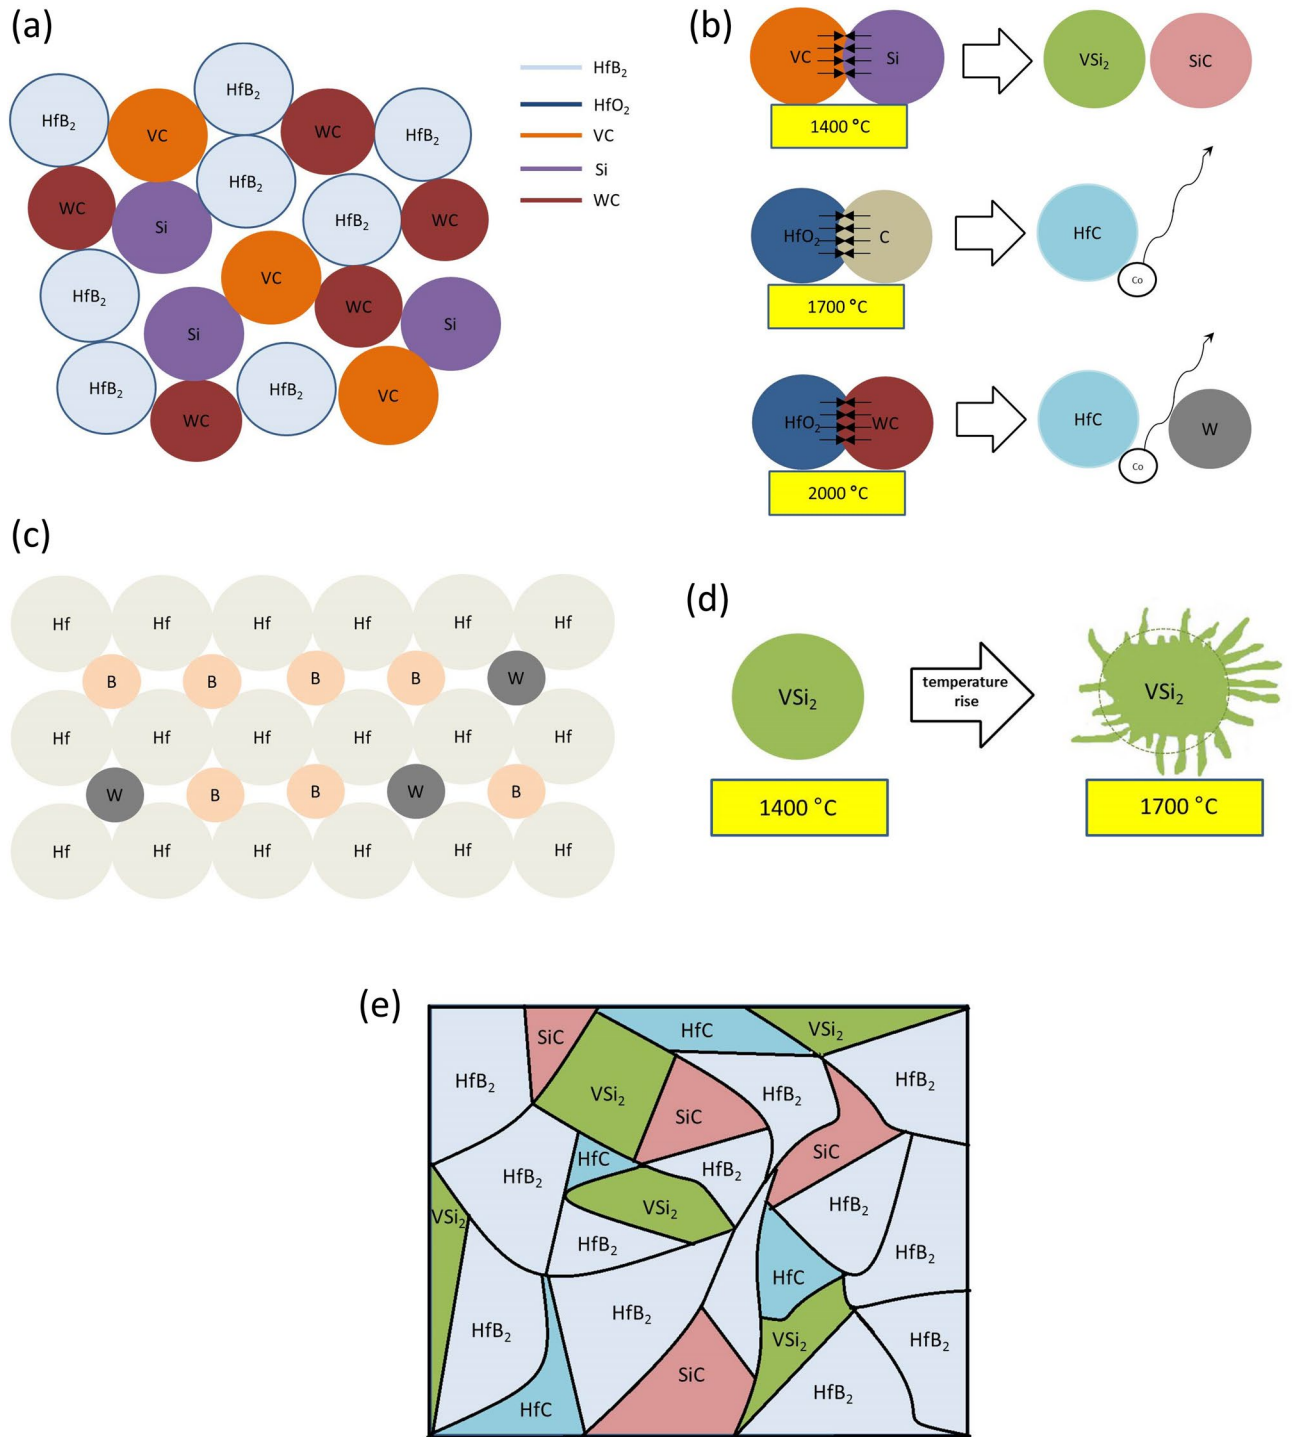 (a)
HfB₂
HfB₂
VC
WC
HfB₂
HfB₂
WC
Si
HfB₂
WC
HfB₂
VC
WC
Si
Si
HfB₂
HfB₂
VC
WC
HfB₂
HfO₂
VC
Si
WC
(b)
VC
Si
1400 °C
VSi₂
SiC
HfO₂
C
1700 °C
HfC
Co
HfO₂
WC
2000 °C
HfC
Co
W
(c)
Hf Hf Hf Hf Hf Hf
B B B B W
Hf Hf Hf Hf Hf Hf
W B B W B
Hf Hf Hf Hf Hf Hf
(d)
VSi₂
1400 °C
temperature
rise
VSi₂
1700 °C
(e)
SiC
HfC
VSi₂
HfB₂
VSi₂
SiC
HfB₂
HfB₂
HfB₂
HfC
HfB₂
SiC
VSi₂
VSi₂
HfB₂
HfB₂
HfB₂
HfC
HfB₂
HfB₂
VSi₂
HfB₂
HfC
SiC
HfB₂